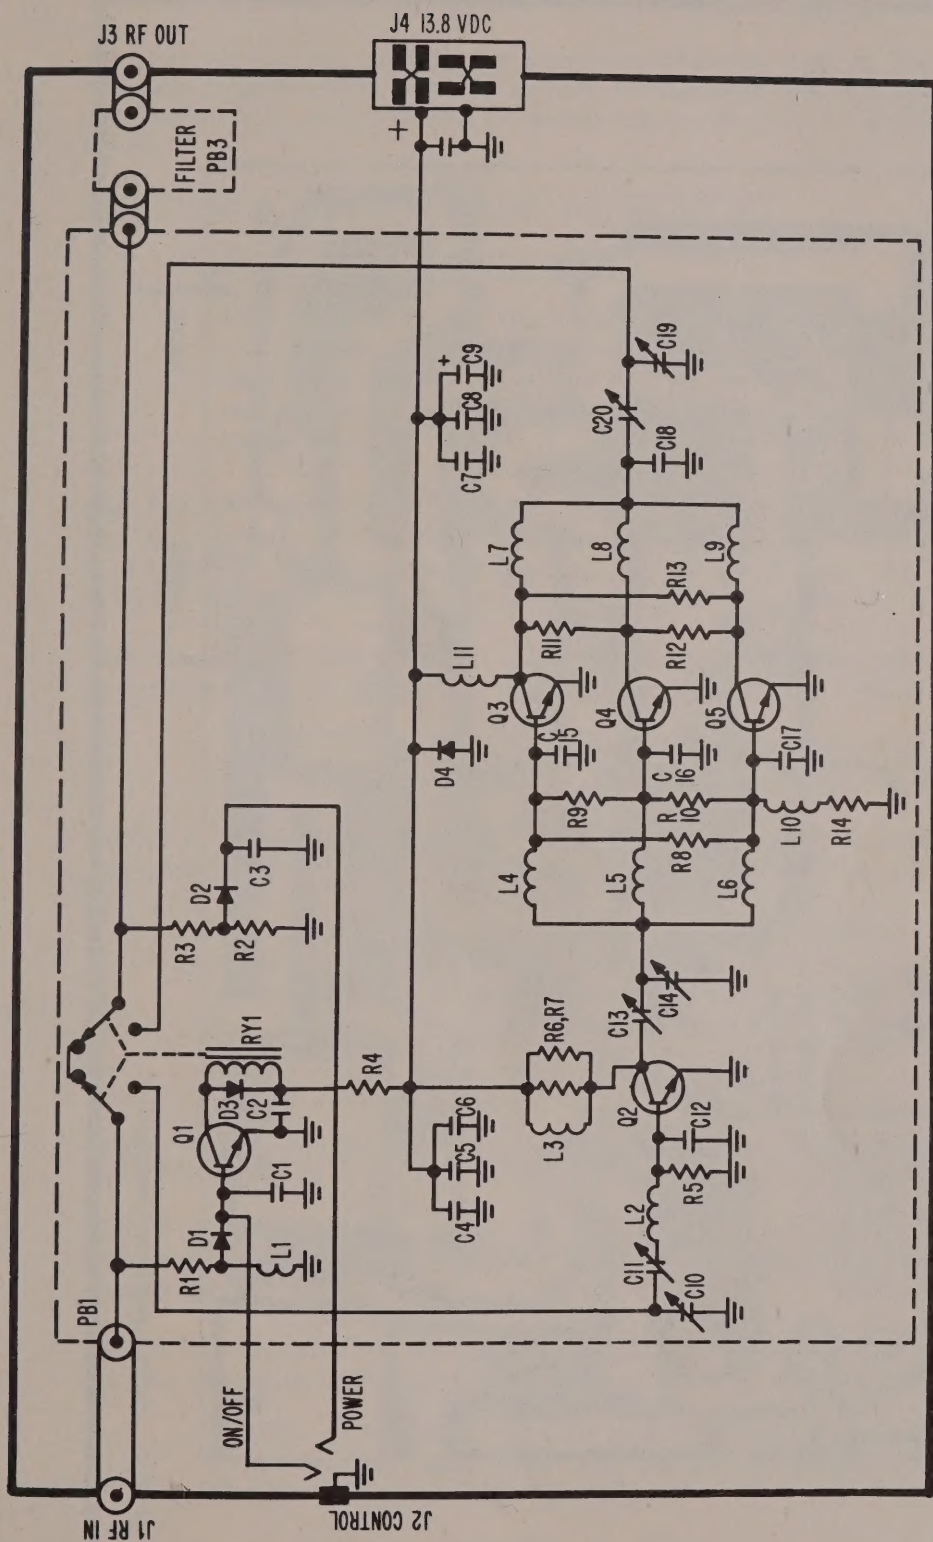 J3 RF OUT
J4 13.8 VDC
+
FILTER
PB3
PB1
J1 RF IN
ON/OFF
POWER
J2 CONTROL
R1
D1
L1
C1
Q1
D3
C2
RY1
R3
R2
D2
C3
R4
D4
L11
C7
C8
+
C9
C4
C5
C6
L3
R6,R7
C10
C11
L2
R5
C12
Q2
C13
C14
L4
L5
L6
R8
R9
R
10
C
15
C
16
C17
L10
R14
Q3
Q4
Q5
R11
R12
R13
L7
L8
L9
C18
C20
C19